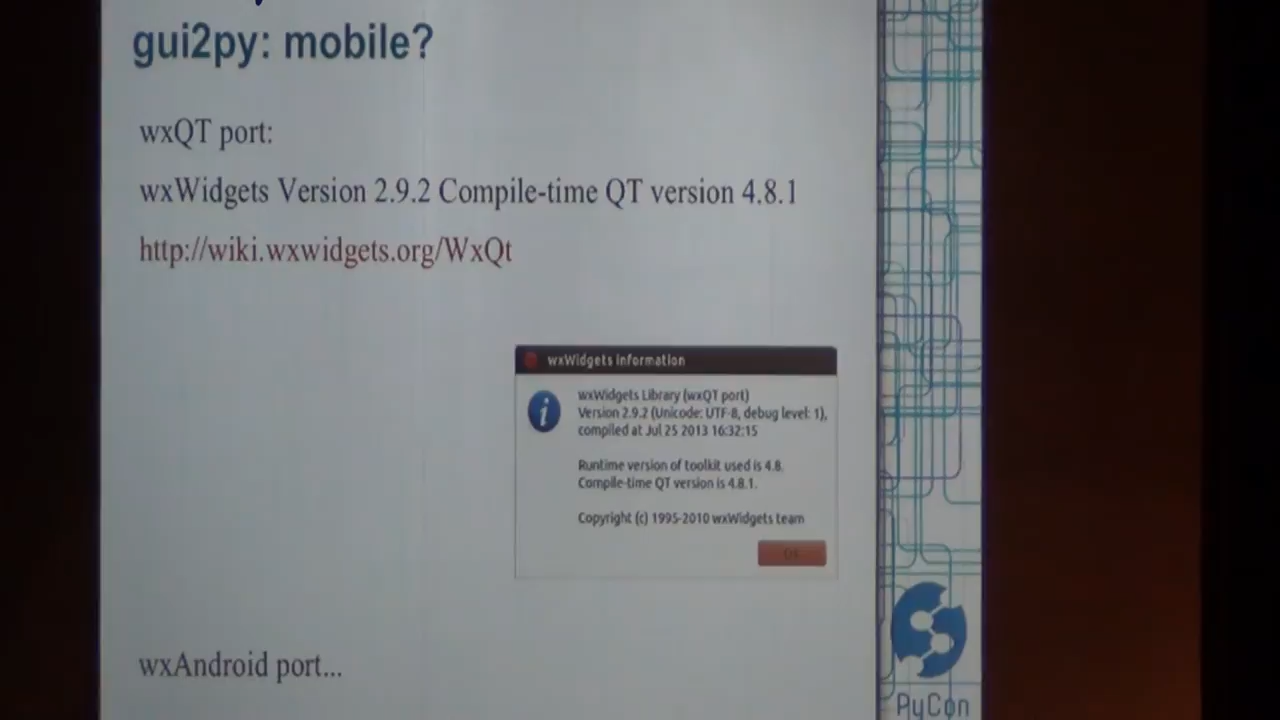 gui2py: mobile?
wxQT port:
wxWidgets Version 2.9.2 Compile-time QT version 4.8.1
http://wiki.wxwidgets.org/WxQt
wxWidgets information
wxWidgets Library (wxQT port)
Version 2.9.2 (Unicode: UTF-8, debug level: 1),
compiled at Jul 25 2013 16:32:15
Runtime version of toolkit used is 4.8.
Compile-time QT version is 4.8.1.
Copyright (c) 1995-2010 wxWidgets team
OK
wxAndroid port...
PyCon